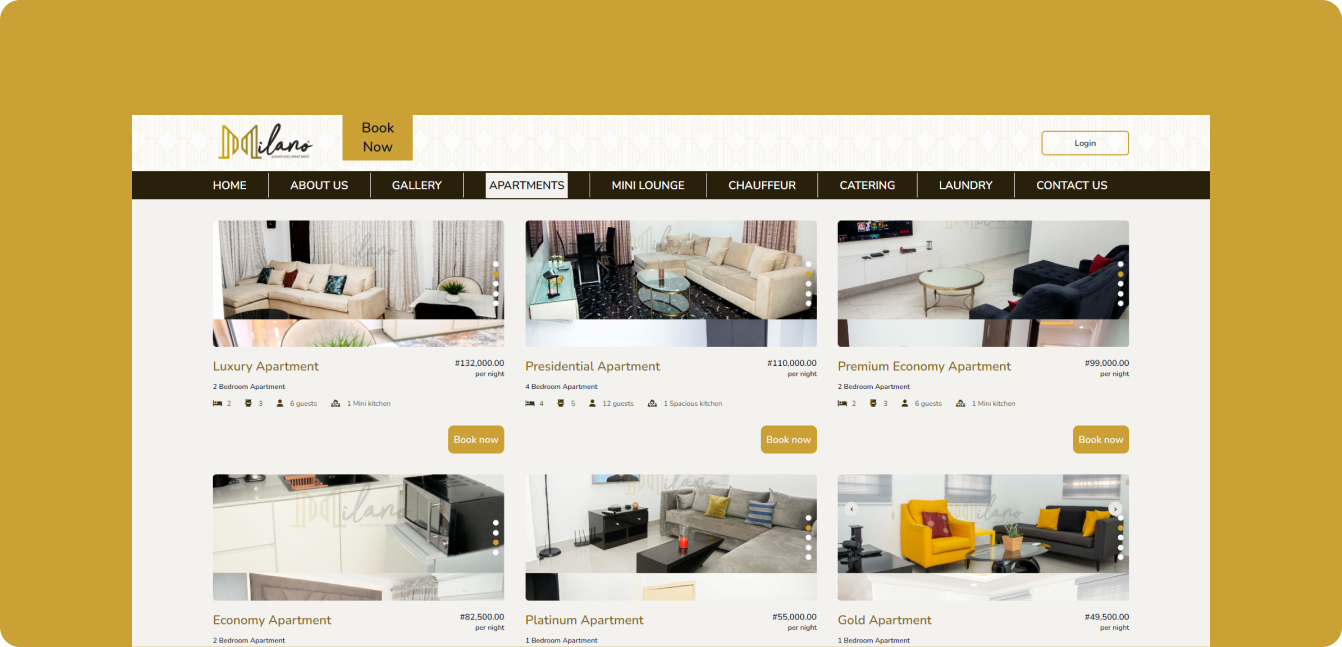 Milano
Book
Now
Login
HOME
ABOUT US
GALLERY
APARTMENTS
MINI LOUNGE
CHAUFFEUR
CATERING
LAUNDRY
CONTACT US
Luxury Apartment
#132,000.00
per night
2 Bedroom Apartment
2 3 6 guests 1 Mini kitchen
Book now
Presidential Apartment
#110,000.00
per night
4 Bedroom Apartment
4 5 12 guests 1 Spacious kitchen
Book now
Premium Economy Apartment
#99,000.00
per night
2 Bedroom Apartment
2 3 6 guests 1 Mini kitchen
Book now
Milano
Economy Apartment
#82,500.00
per night
2 Bedroom Apartment
Milano
Platinum Apartment
#55,000.00
per night
1 Bedroom Apartment
Milano
Gold Apartment
#49,500.00
per night
1 Bedroom Apartment